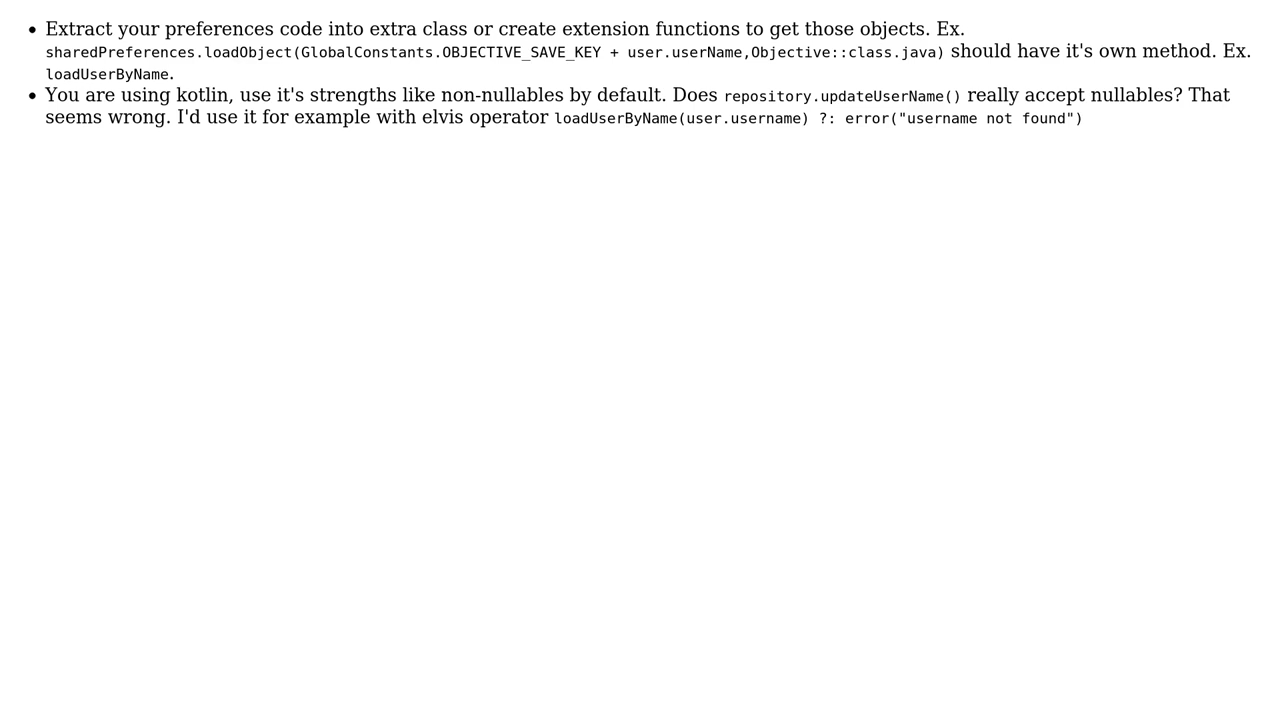 Extract your preferences code into extra class or create extension functions to get those objects. Ex.
sharedPreferences.loadObject(GlobalConstants.OBJECTIVE_SAVE_KEY + user.userName,Objective::class.java) should have it's own method. Ex.
loadUserByName.
You are using kotlin, use it's strengths like non-nullables by default. Does repository.updateUserName() really accept nullables? That
seems wrong. I'd use it for example with elvis operator loadUserByName(user.username) ?: error("username not found")